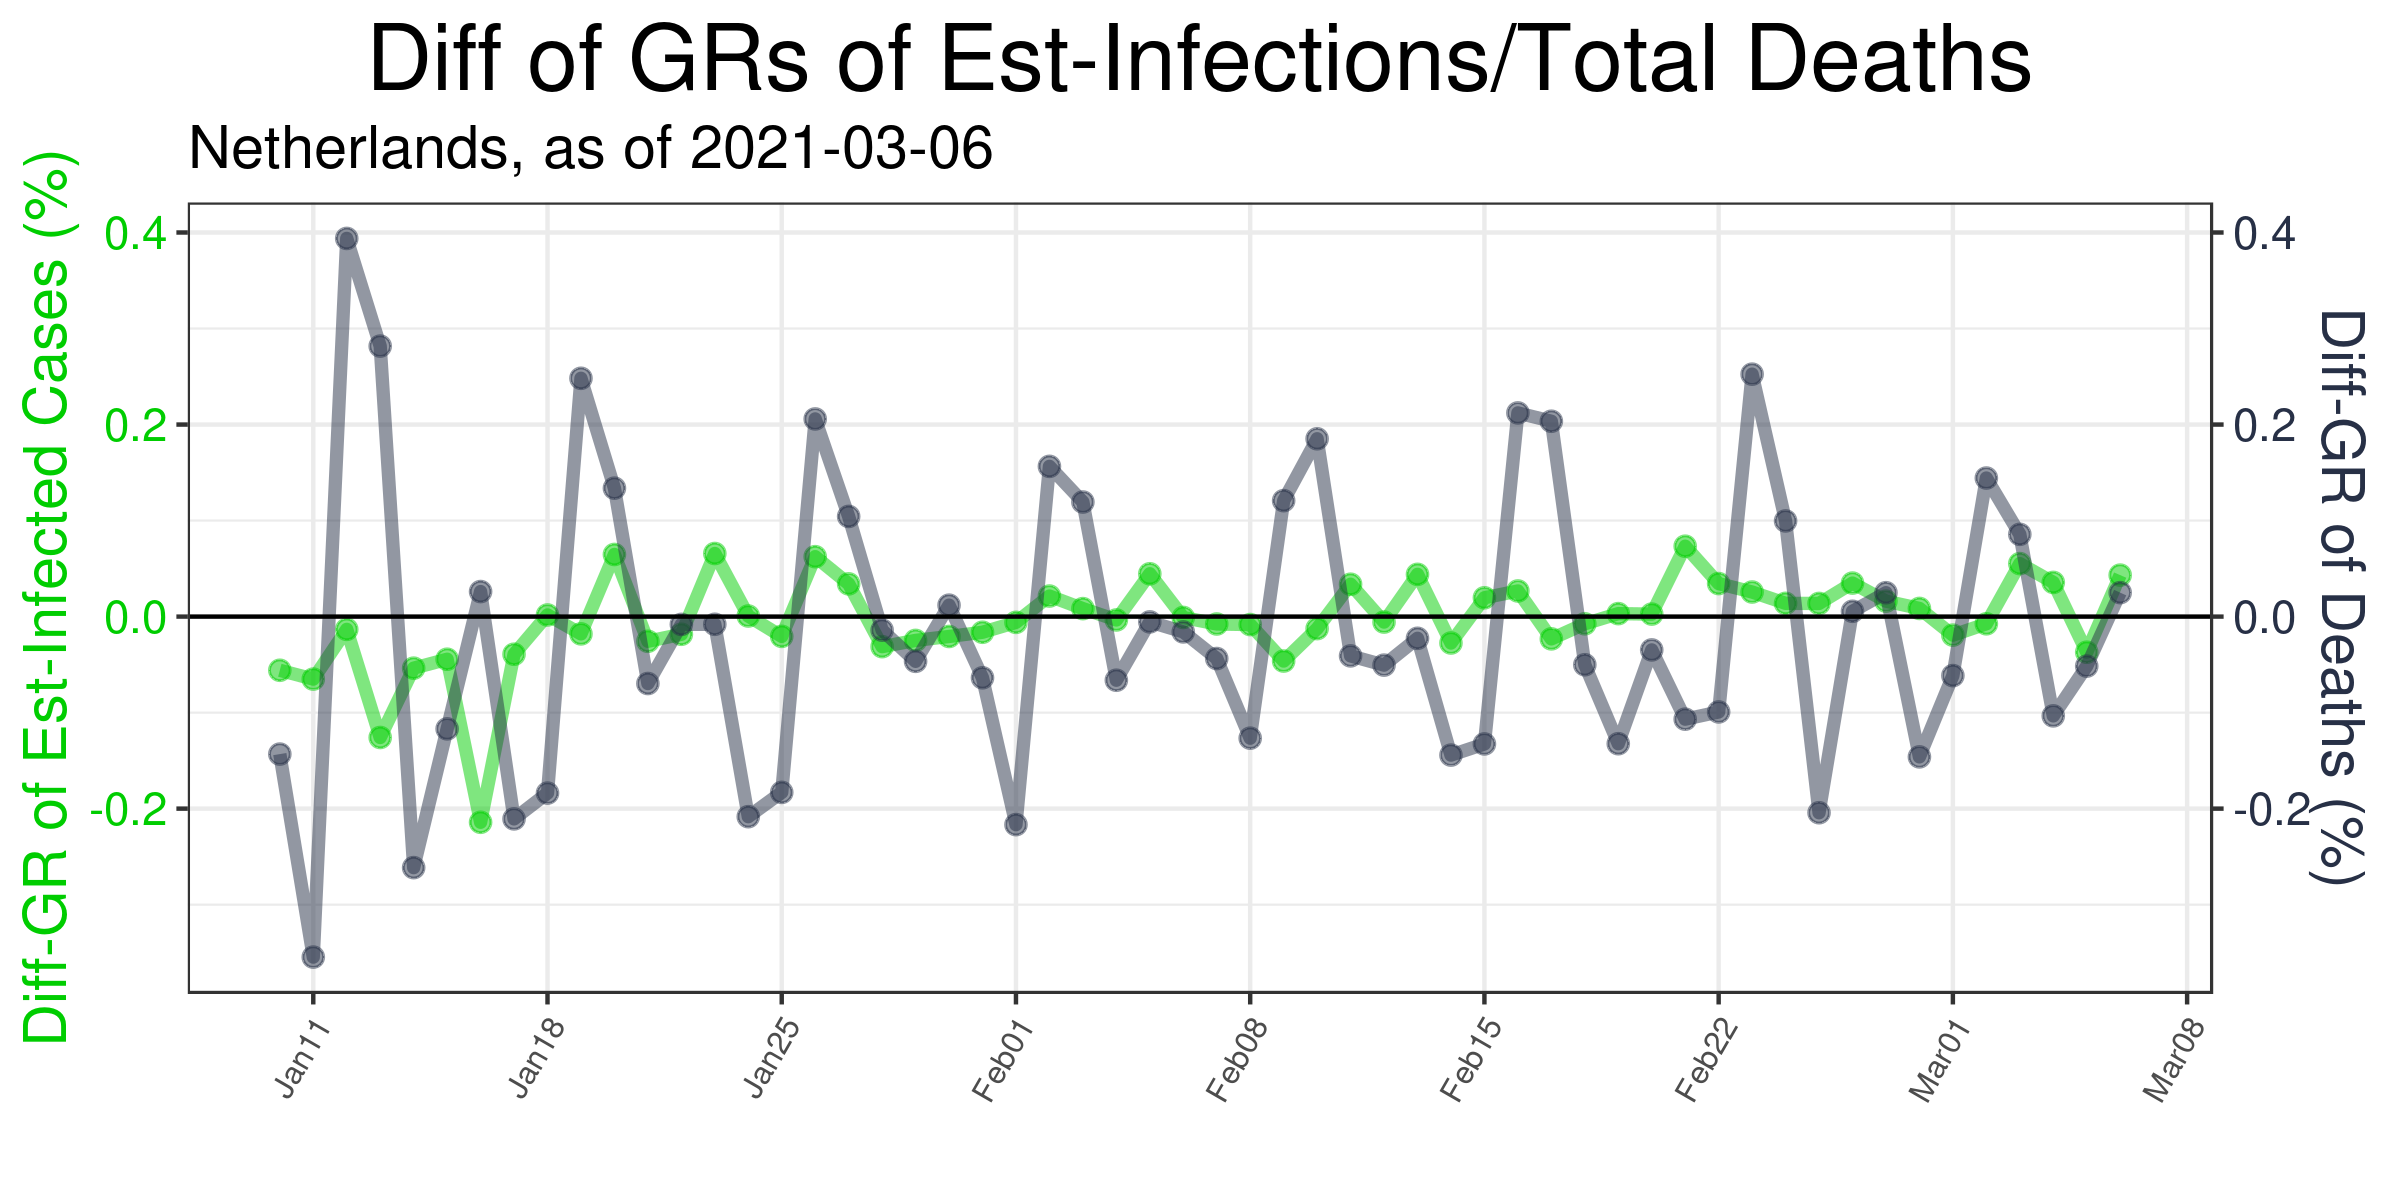 Diff of GRs of Est-Infections/Total Deaths
Netherlands, as of 2021-03-06
Diff-GR of Est-Infected Cases (%)
0.4
0.2
0.0
-0.2
0.4
0.2
0.0
-0.2
Diff-GR of Deaths (%)
Jan11
Jan18
Jan25
Feb01
Feb08
Feb15
Feb22
Mar01
Mar08